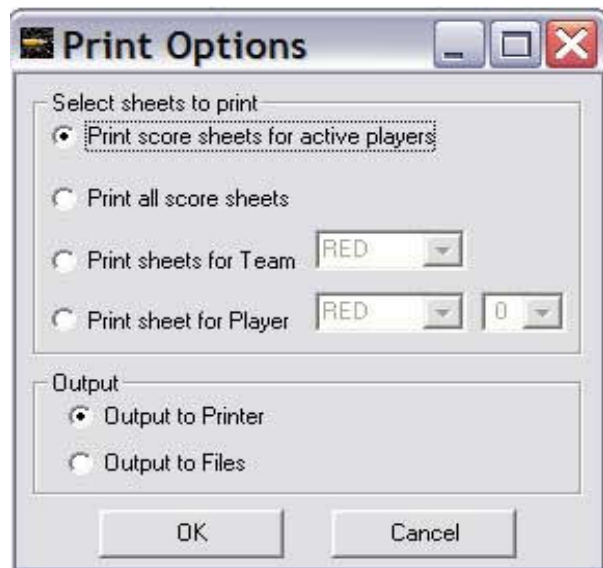 Print Options
Select sheets to print
Print score sheets for active players
Print all score sheets
Print sheets for Team RED
Print sheet for Player RED 0
Output
Output to Printer
Output to Files
OK Cancel